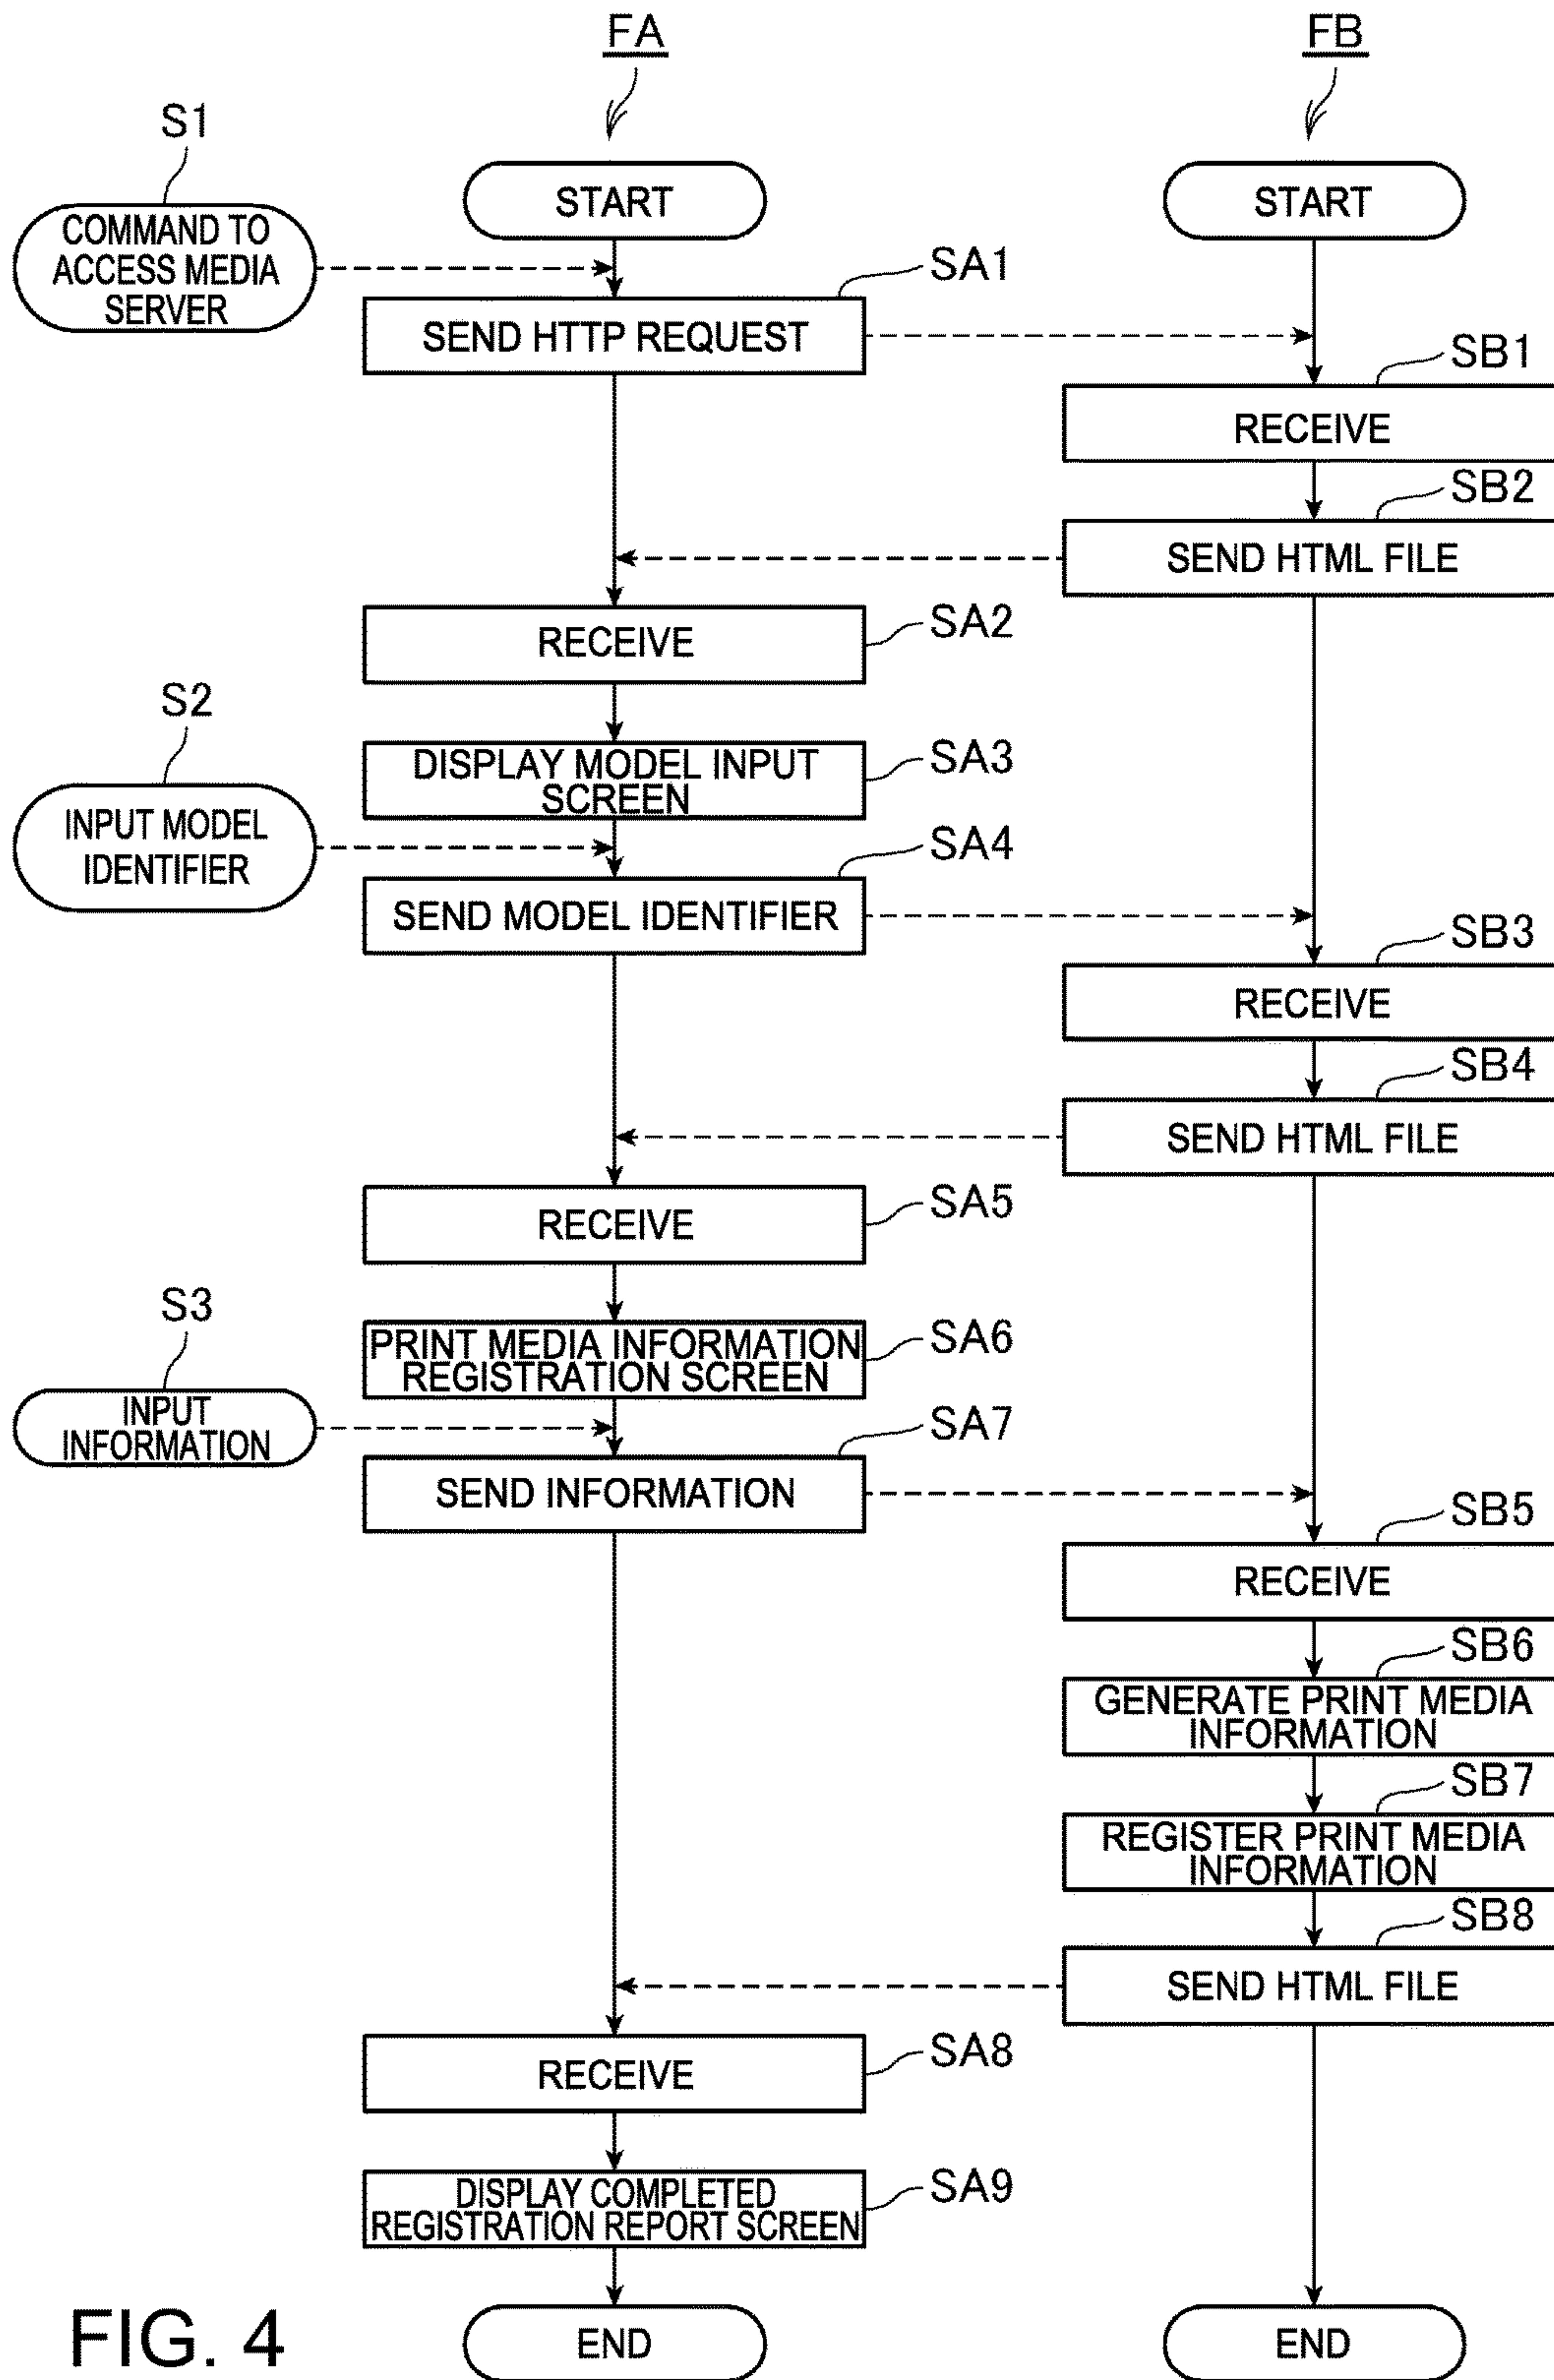 FA
FB
S1
START
START
COMMAND TO
ACCESS MEDIA
SERVER
SA1
SEND HTTP REQUEST
SB1
RECEIVE
SB2
SEND HTML FILE
SA2
RECEIVE
S2
SA3
DISPLAY MODEL INPUT
SCREEN
INPUT MODEL
IDENTIFIER
SA4
SEND MODEL IDENTIFIER
SB3
RECEIVE
SB4
SEND HTML FILE
SA5
RECEIVE
S3
SA6
PRINT MEDIA INFORMATION
REGISTRATION SCREEN
INPUT
INFORMATION
SA7
SEND INFORMATION
SB5
RECEIVE
SB6
GENERATE PRINT MEDIA
INFORMATION
SB7
REGISTER PRINT MEDIA
INFORMATION
SB8
SEND HTML FILE
SA8
RECEIVE
SA9
DISPLAY COMPLETED
REGISTRATION REPORT SCREEN
END
END
FIG. 4